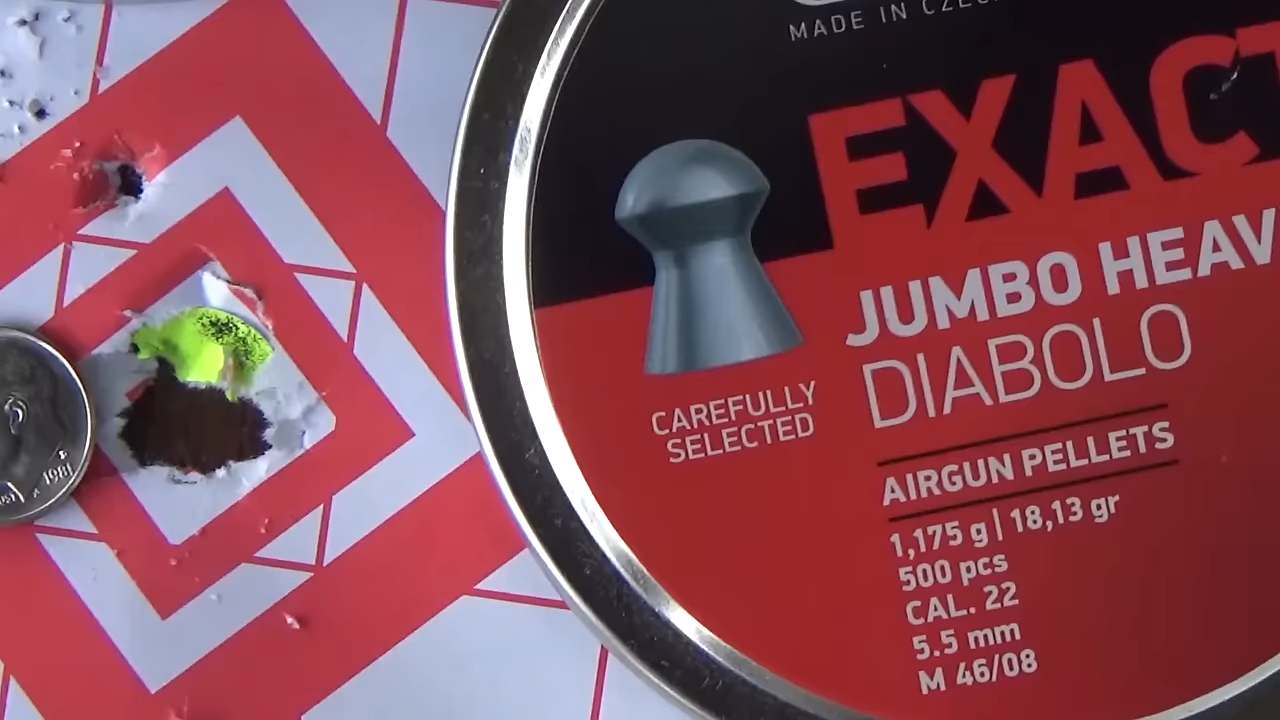 MADE IN CZE
EXACT
JUMBO HEAV
DIABOLO
CAREFULLY
SELECTED
AIRGUN PELLETS
1,175 g | 18,13 gr
500 pcs
CAL. 22
5.5 mm
M 46/08
1981